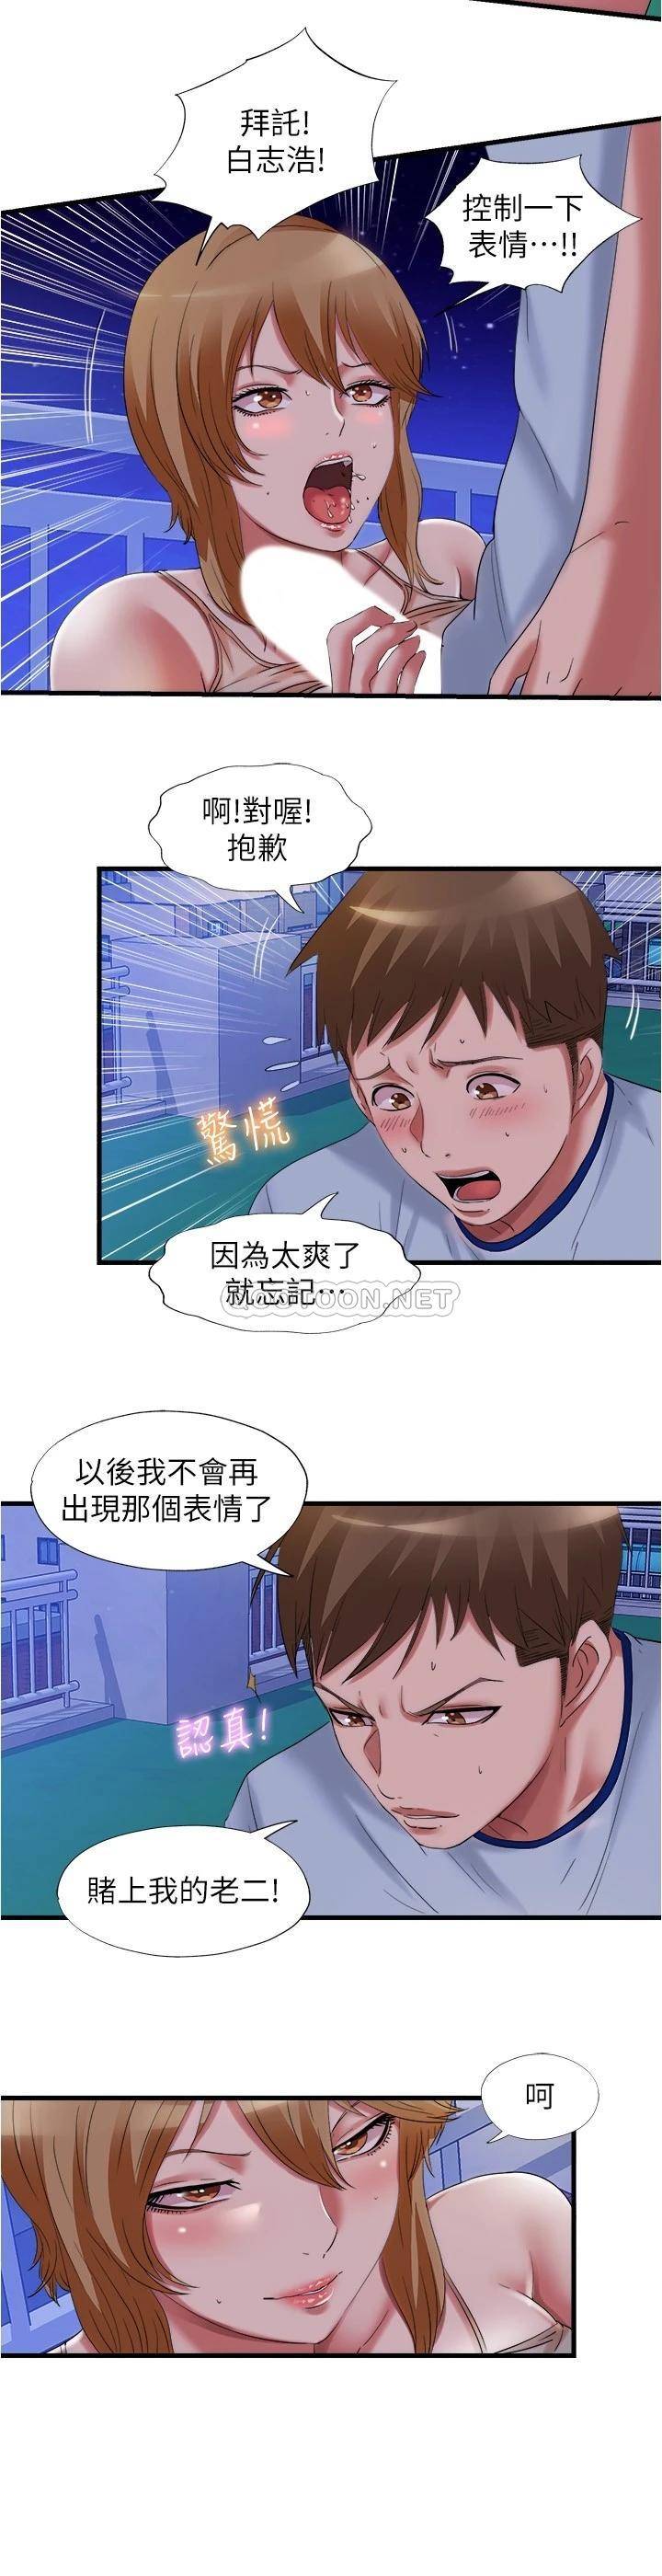 拜託!
白志浩!
控制一下
表情…!!
啊!對喔!
抱歉
驚慌
因為太爽了
就忘記…
TOON.NET
以後我不會再
出現那個表情了
認真!
賭上我的老二!
呵